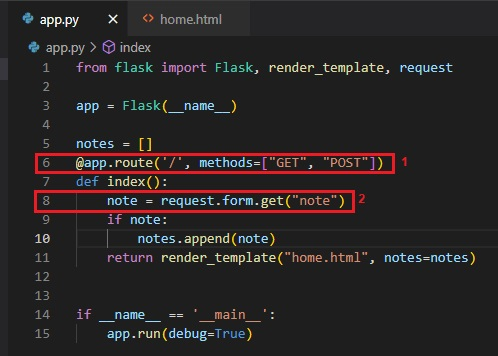 app.py × <> home.html
app.py > index
1 from flask import Flask, render_template, request
2
3 app = Flask(__name__)
4
5 notes = []
6 @app.route('/', methods=["GET", "POST"]) 1
7 def index():
8 note = request.form.get("note") 2
9 if note:
10 notes.append(note)
11 return render_template("home.html", notes=notes)
12
13
14 if __name__ == '__main__':
15 app.run(debug=True)